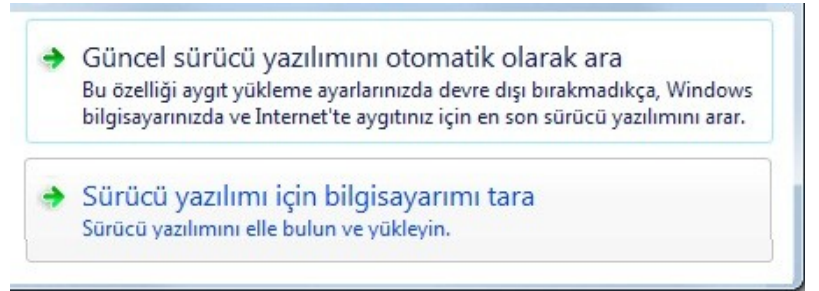 Güncel sürücü yazılımını otomatik olarak ara
Bu özelliği aygıt yükleme ayarlarınızda devre dışı bırakmadıkça, Windows
bilgisayarınızda ve Internet'te aygıtınız için en son sürücü yazılımını arar.
Sürücü yazılımı için bilgisayarımı tara
Sürücü yazılımını elle bulun ve yükleyin.